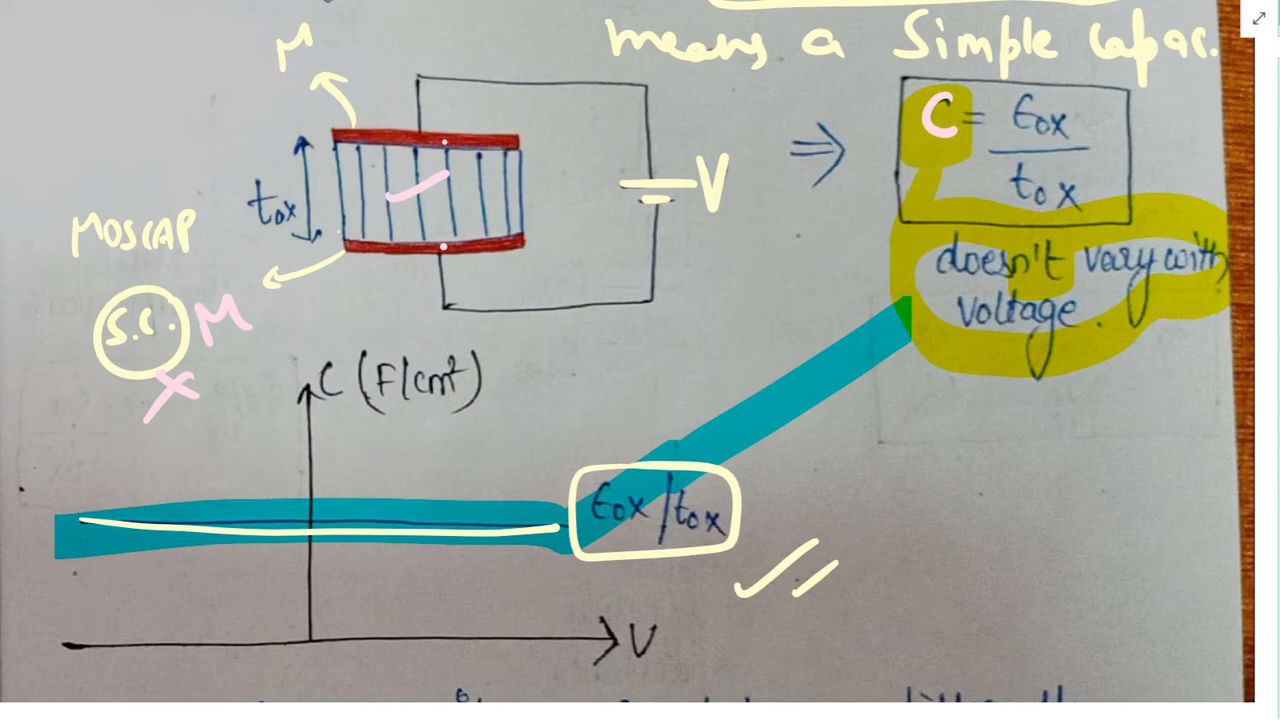 means a Simple Capac.
M
C = ϵox / tox
V
tox
MOSCAP
doesn't vary with
voltage.
S.C. M
X
C (F/cm²)
ϵox/tox
V